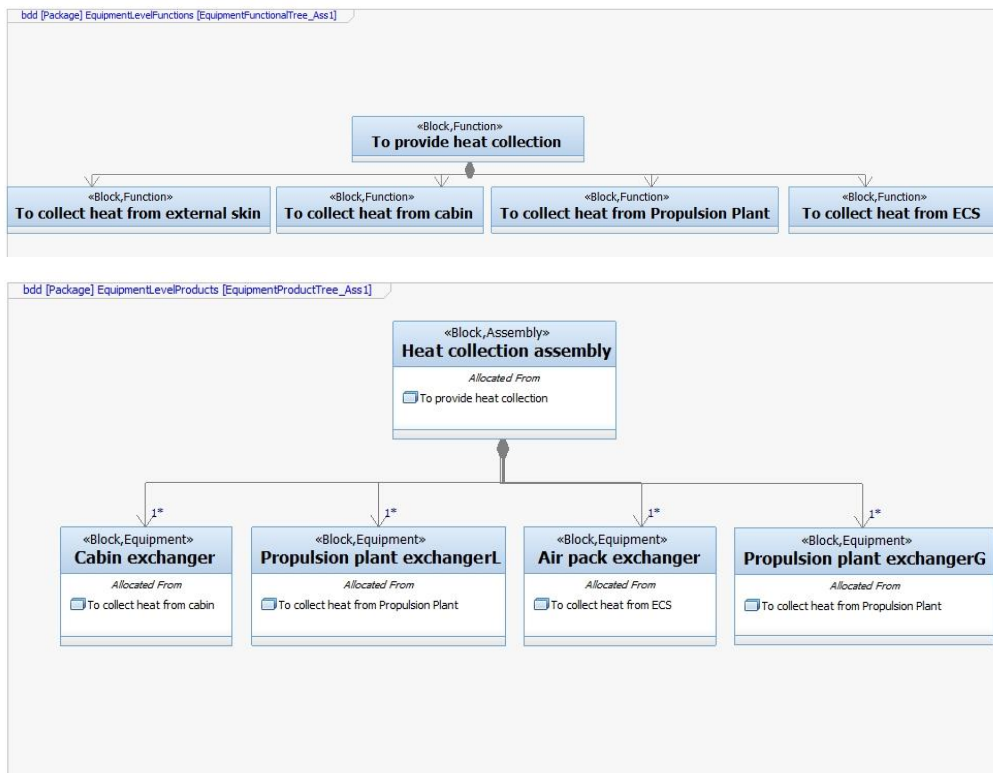 bdd [Package] EquipmentLevelFunctions [EquipmentFunctionalTree_Ass1]
«Block,Function»
To provide heat collection
«Block,Function»
To collect heat from external skin
«Block,Function»
To collect heat from cabin
«Block,Function»
To collect heat from Propulsion Plant
«Block,Function»
To collect heat from ECS
bdd [Package] EquipmentLevelProducts [EquipmentProductTree_Ass1]
«Block,Assembly»
Heat collection assembly
Allocated From
To provide heat collection
1*
1*
1*
1*
«Block,Equipment»
Cabin exchanger
Allocated From
To collect heat from cabin
«Block,Equipment»
Propulsion plant exchangerL
Allocated From
To collect heat from Propulsion Plant
«Block,Equipment»
Air pack exchanger
Allocated From
To collect heat from ECS
«Block,Equipment»
Propulsion plant exchangerG
Allocated From
To collect heat from Propulsion Plant